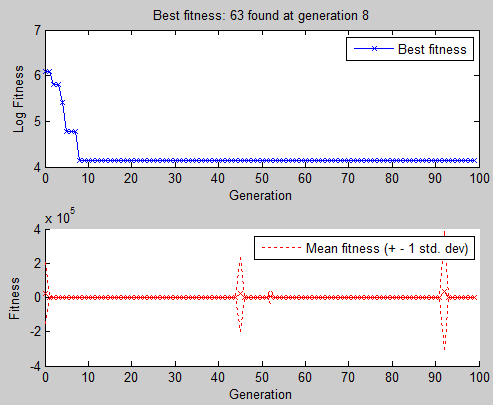 Best fitness: 63 found at generation 8
7
6
5
4
Log Fitness
Best fitness
0 10 20 30 40 50 60 70 80 90 100
Generation
x 10^5
4
2
0
-2
-4
Fitness
Mean fitness (+ - 1 std. dev)
0 10 20 30 40 50 60 70 80 90 100
Generation